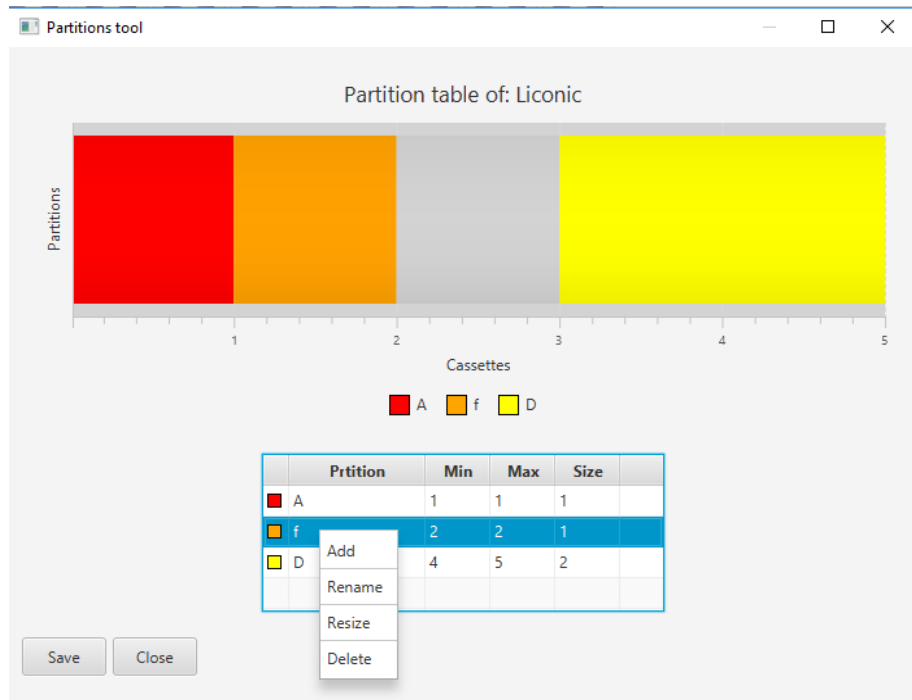 Partitions tool
Partition table of: Liconic
Partitions
1 2 3 4 5
Cassettes
A f D
Prtition Min Max Size
A 1 1 1
f 2 2 1
D 4 5 2
Add
Rename
Resize
Delete
Save Close